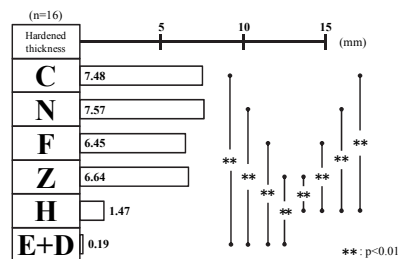 (n=16)
Hardened
thickness
5 10 15 (mm)
C 7.48
N 7.57
F 6.45
Z 6.64
H 1.47
E+D 0.19
** ** ** ** ** ** ** **
** : p<0.01